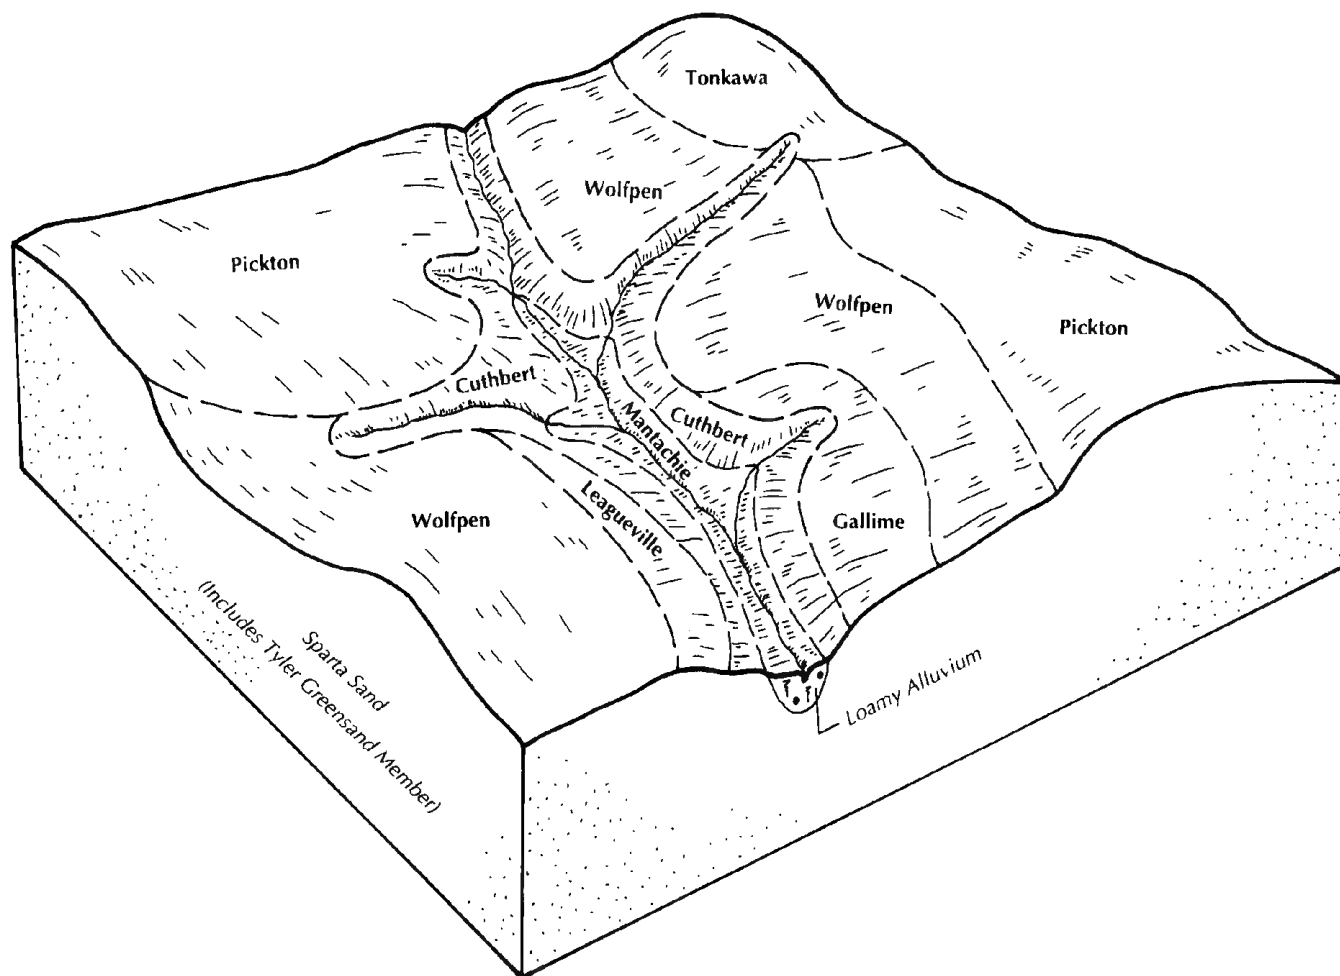 Tonkawa
Wolfpen
Pickton
Wolfpen
Pickton
Cuthbert
Mantachie
Cuthbert
Leagueville
Wolfpen
Gallime
Sparta Sand
(Includes Tyler Greensand Member)
Loamy Alluvium